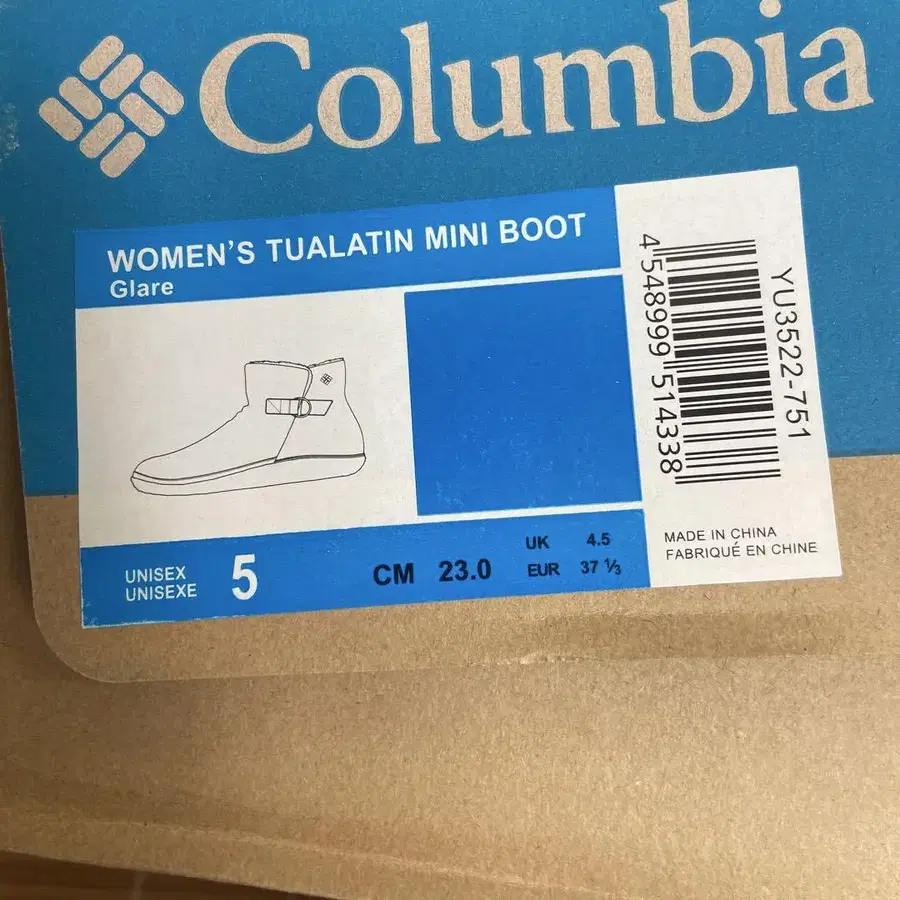 Columbia
WOMEN'S TUALATIN MINI BOOT
Glare
UNISEX
UNISEXE
5
CM 23.0
UK 4.5
EUR 37 ⅓
4 548999 514338
YU3522-751
MADE IN CHINA
FABRIQUÉ EN CHINE